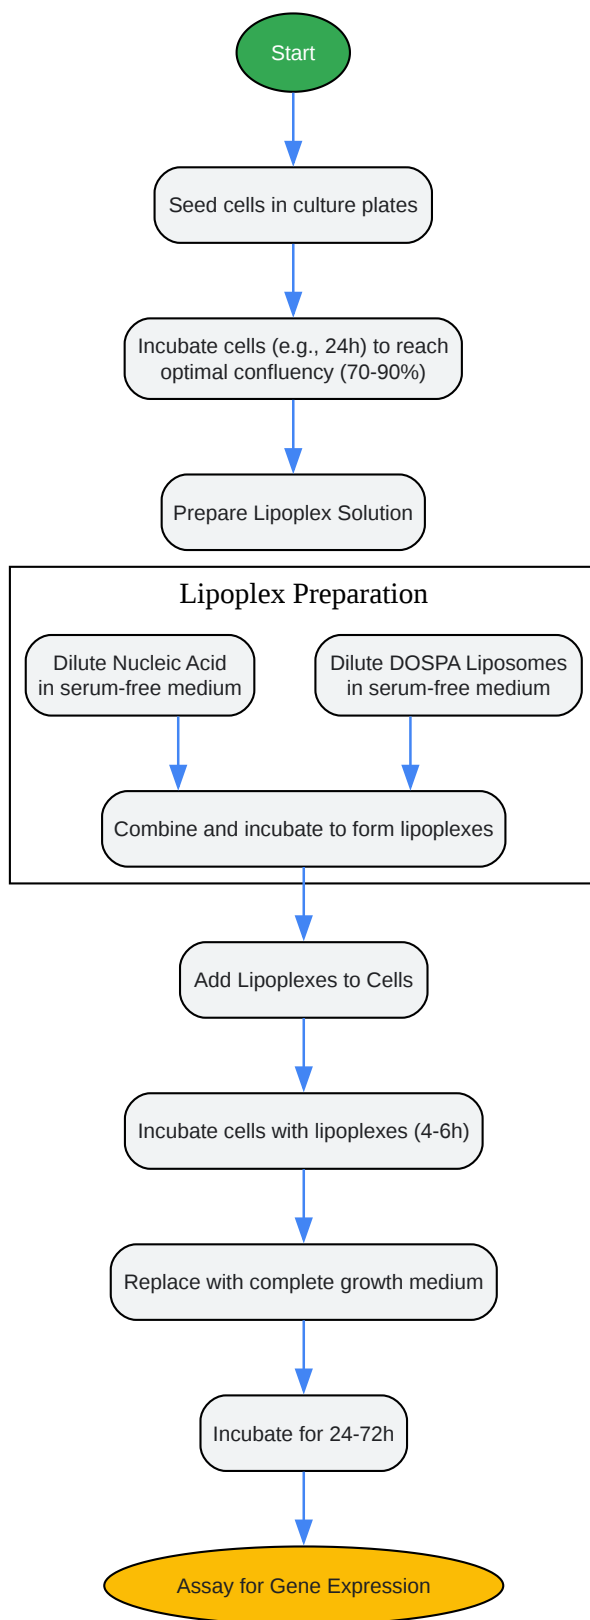 Start
Seed cells in culture plates
Incubate cells (e.g., 24h) to reach
optimal confluency (70-90%)
Prepare Lipoplex Solution
Lipoplex Preparation
Dilute Nucleic Acid
in serum-free medium
Dilute DOSPA Liposomes
in serum-free medium
Combine and incubate to form lipoplexes
Add Lipoplexes to Cells
Incubate cells with lipoplexes (4-6h)
Replace with complete growth medium
Incubate for 24-72h
Assay for Gene Expression